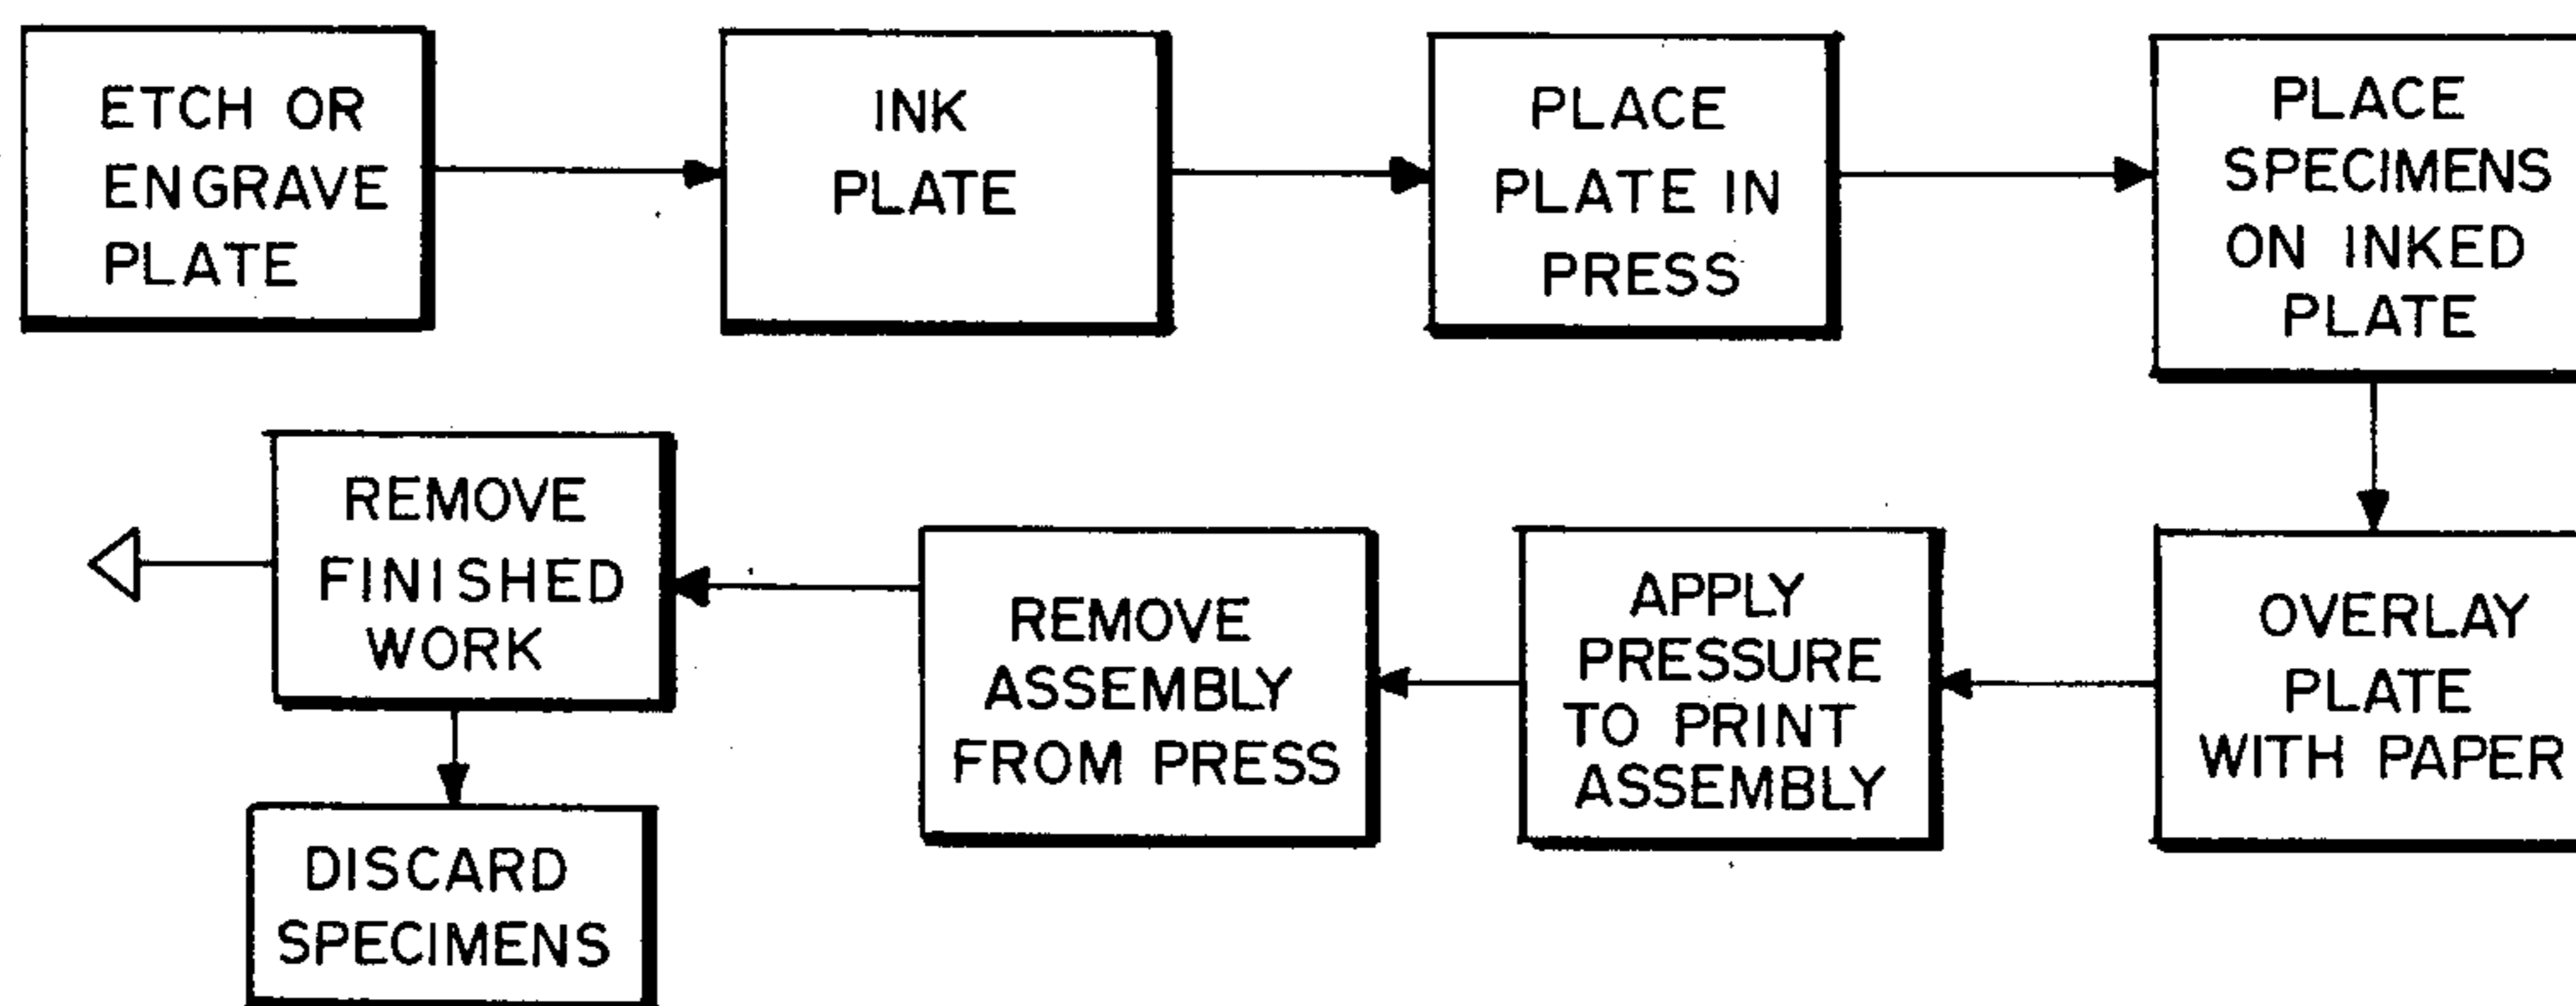 ETCH OR
ENGRAVE
PLATE
INK
PLATE
PLACE
PLATE IN
PRESS
PLACE
SPECIMENS
ON INKED
PLATE
OVERLAY
PLATE
WITH PAPER
APPLY
PRESSURE
TO PRINT
ASSEMBLY
REMOVE
ASSEMBLY
FROM PRESS
REMOVE
FINISHED
WORK
DISCARD
SPECIMENS